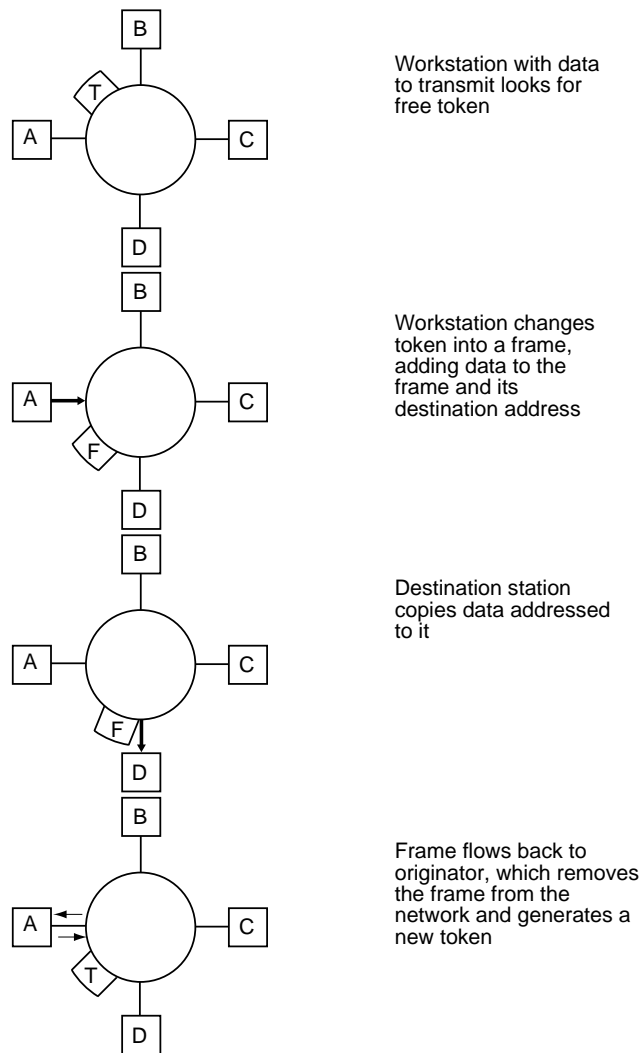 B
T
A
C
D
Workstation with data
to transmit looks for
free token
B
A
C
F
D
Workstation changes
token into a frame,
adding data to the
frame and its
destination address
B
A
C
F
D
Destination station
copies data addressed
to it
B
A
C
T
D
Frame flows back to
originator, which removes
the frame from the
network and generates a
new token